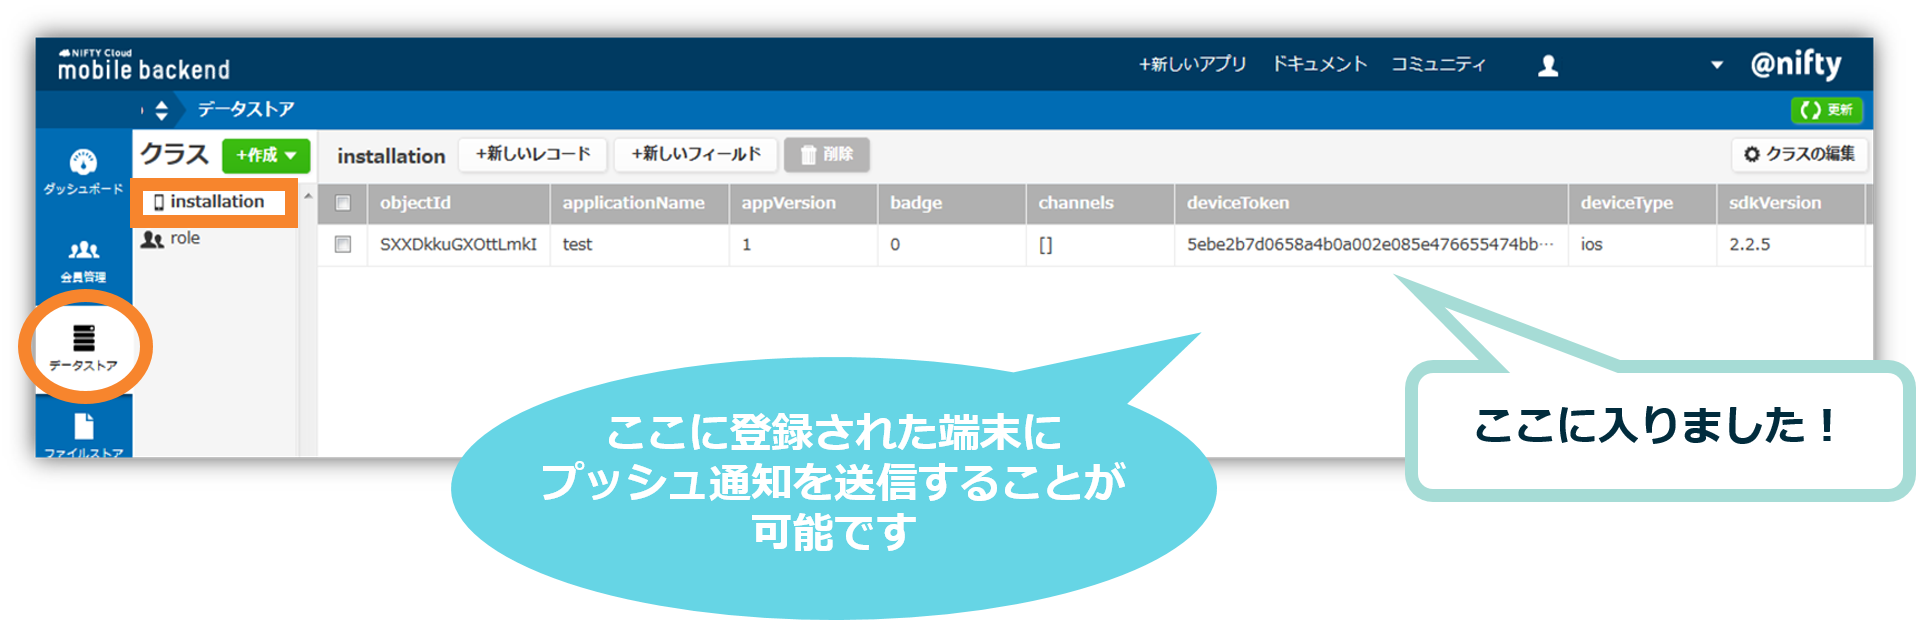 NIFTY Cloud
mobile backend
+新しいアプリ ドキュメント コミュニティ
@nifty
データストア
更新
ダッシュボード
会員管理
データストア
ファイルストア
クラス +作成
installation
role
installation +新しいレコード +新しいフィールド 削除 クラスの編集
objectId applicationName appVersion badge channels deviceToken deviceType sdkVersion
SXXDkkuGXOttLmkI test 1 0 [] 5ebe2b7d0658a4b0a002e085e476655474bb… ios 2.2.5
ここに登録された端末に
プッシュ通知を送信することが
可能です
ここに入りました！